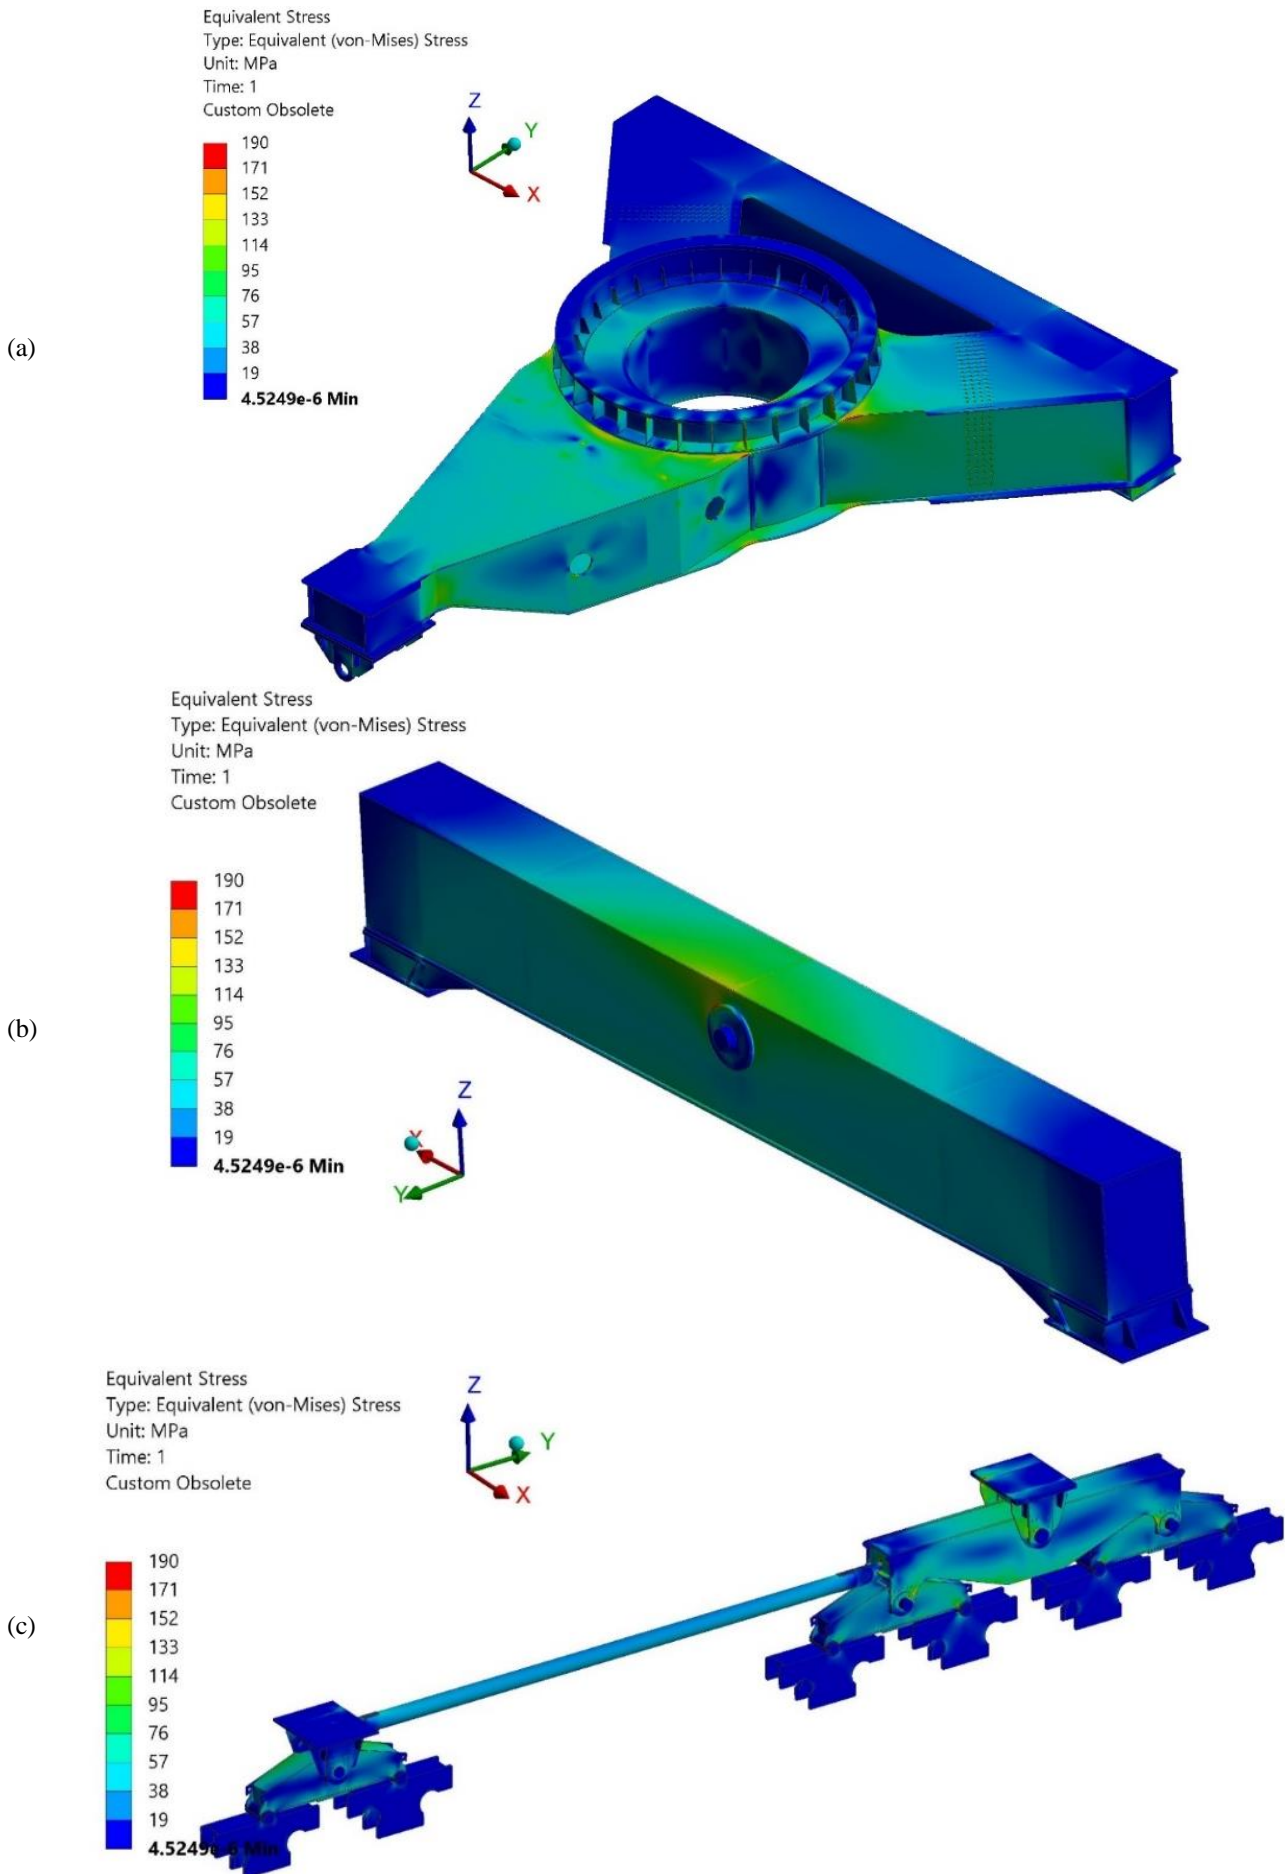 Equivalent Stress
Type: Equivalent (von-Mises) Stress
Unit: MPa
Time: 1
Custom Obsolete
190
171
152
133
114
95
76
57
38
19
4.5249e-6 Min
Z
Y
X
(a)
Equivalent Stress
Type: Equivalent (von-Mises) Stress
Unit: MPa
Time: 1
Custom Obsolete
190
171
152
133
114
95
76
57
38
19
4.5249e-6 Min
Z
X
Y
(b)
Equivalent Stress
Type: Equivalent (von-Mises) Stress
Unit: MPa
Time: 1
Custom Obsolete
190
171
152
133
114
95
76
57
38
19
4.5249e-6 Min
Z
Y
X
(c)